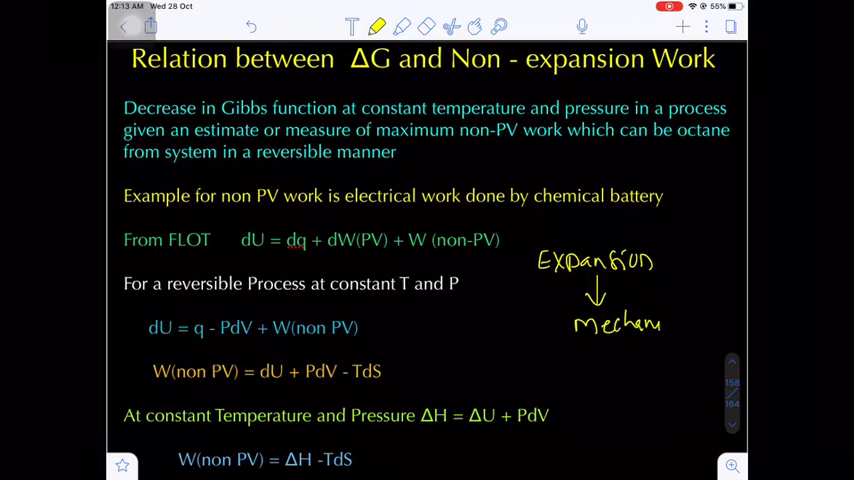 12:13 AM Wed 28 Oct
55%
Relation between ΔG and Non - expansion Work
Decrease in Gibbs function at constant temperature and pressure in a process
given an estimate or measure of maximum non-PV work which can be octane
from system in a reversible manner
Example for non PV work is electrical work done by chemical battery
From FLOT dU = dq + dW(PV) + W (non-PV)
Expansion
For a reversible Process at constant T and P
Mecham
dU = q - PdV + W(non PV)
W(non PV) = dU + PdV - TdS
158
164
At constant Temperature and Pressure ΔH = ΔU + PdV
W(non PV) = ΔH -TdS